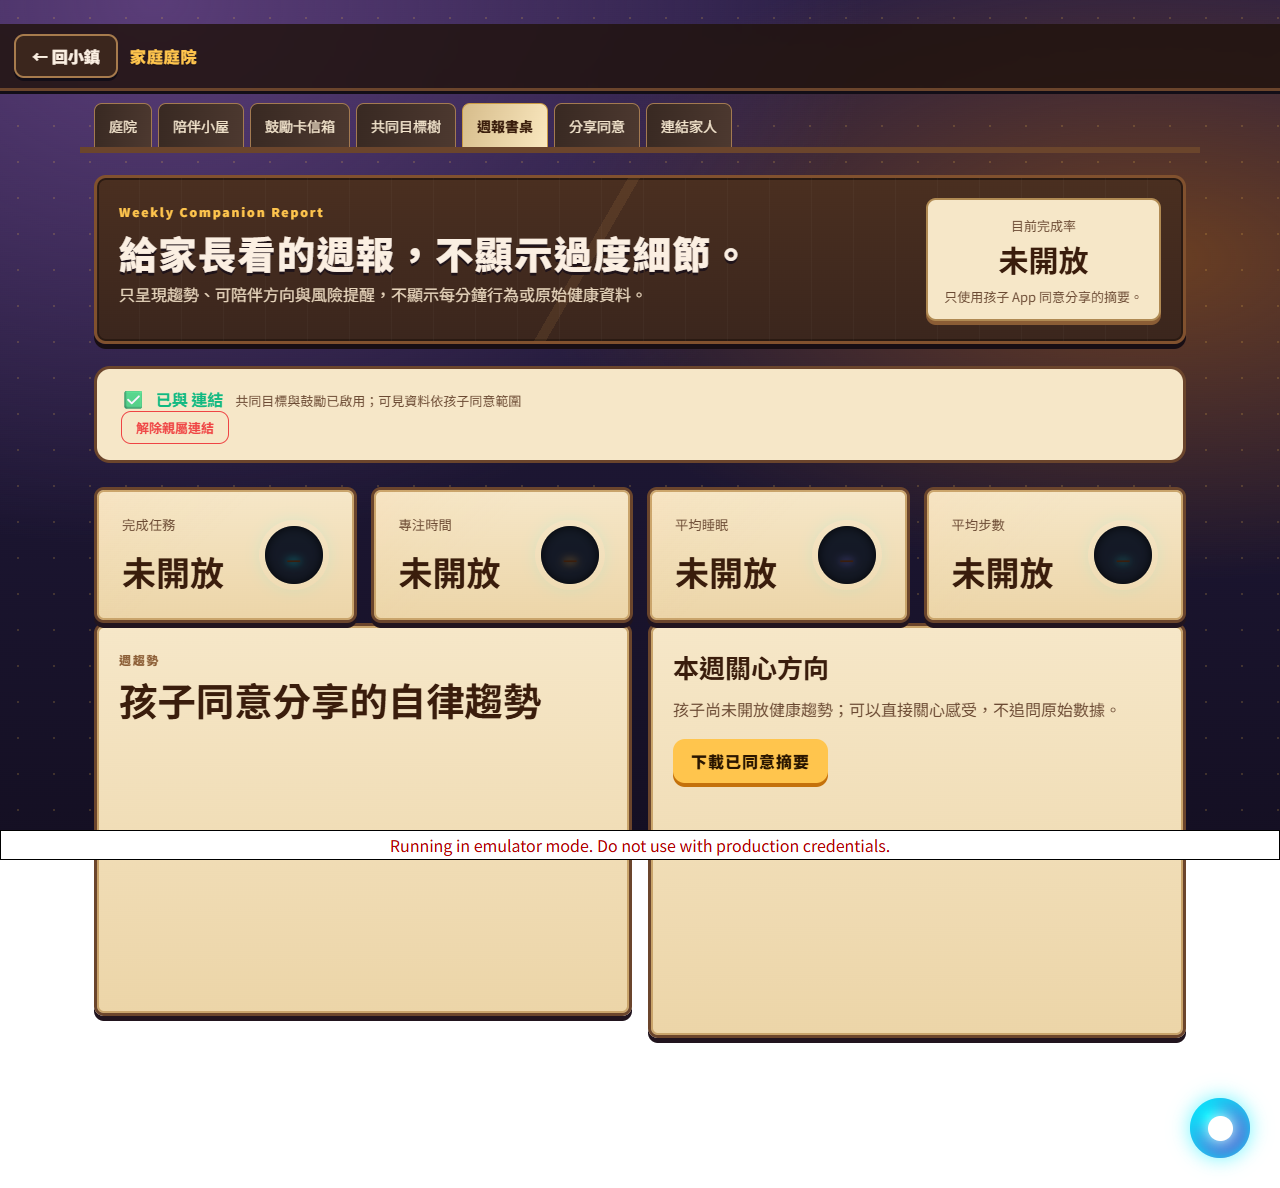 ← 回小鎮 家庭庭院
庭院 陪伴小屋 鼓勵卡信箱 共同目標樹 週報書桌 分享同意 連結家人
Weekly Companion Report
給家長看的週報，不顯示過度細節。
只呈現趨勢、可陪伴方向與風險提醒，不顯示每分鐘行為或原始健康資料。
目前完成率
未開放
只使用孩子 App 同意分享的摘要。
✅ 已與 連結 共同目標與鼓勵已啟用；可見資料依孩子同意範圍
解除親屬連結
完成任務
未開放
專注時間
未開放
平均睡眠
未開放
平均步數
未開放
週趨勢
孩子同意分享的自律趨勢
本週關心方向
孩子尚未開放健康趨勢；可以直接關心感受，不追問原始數據。
下載已同意摘要
Running in emulator mode. Do not use with production credentials.